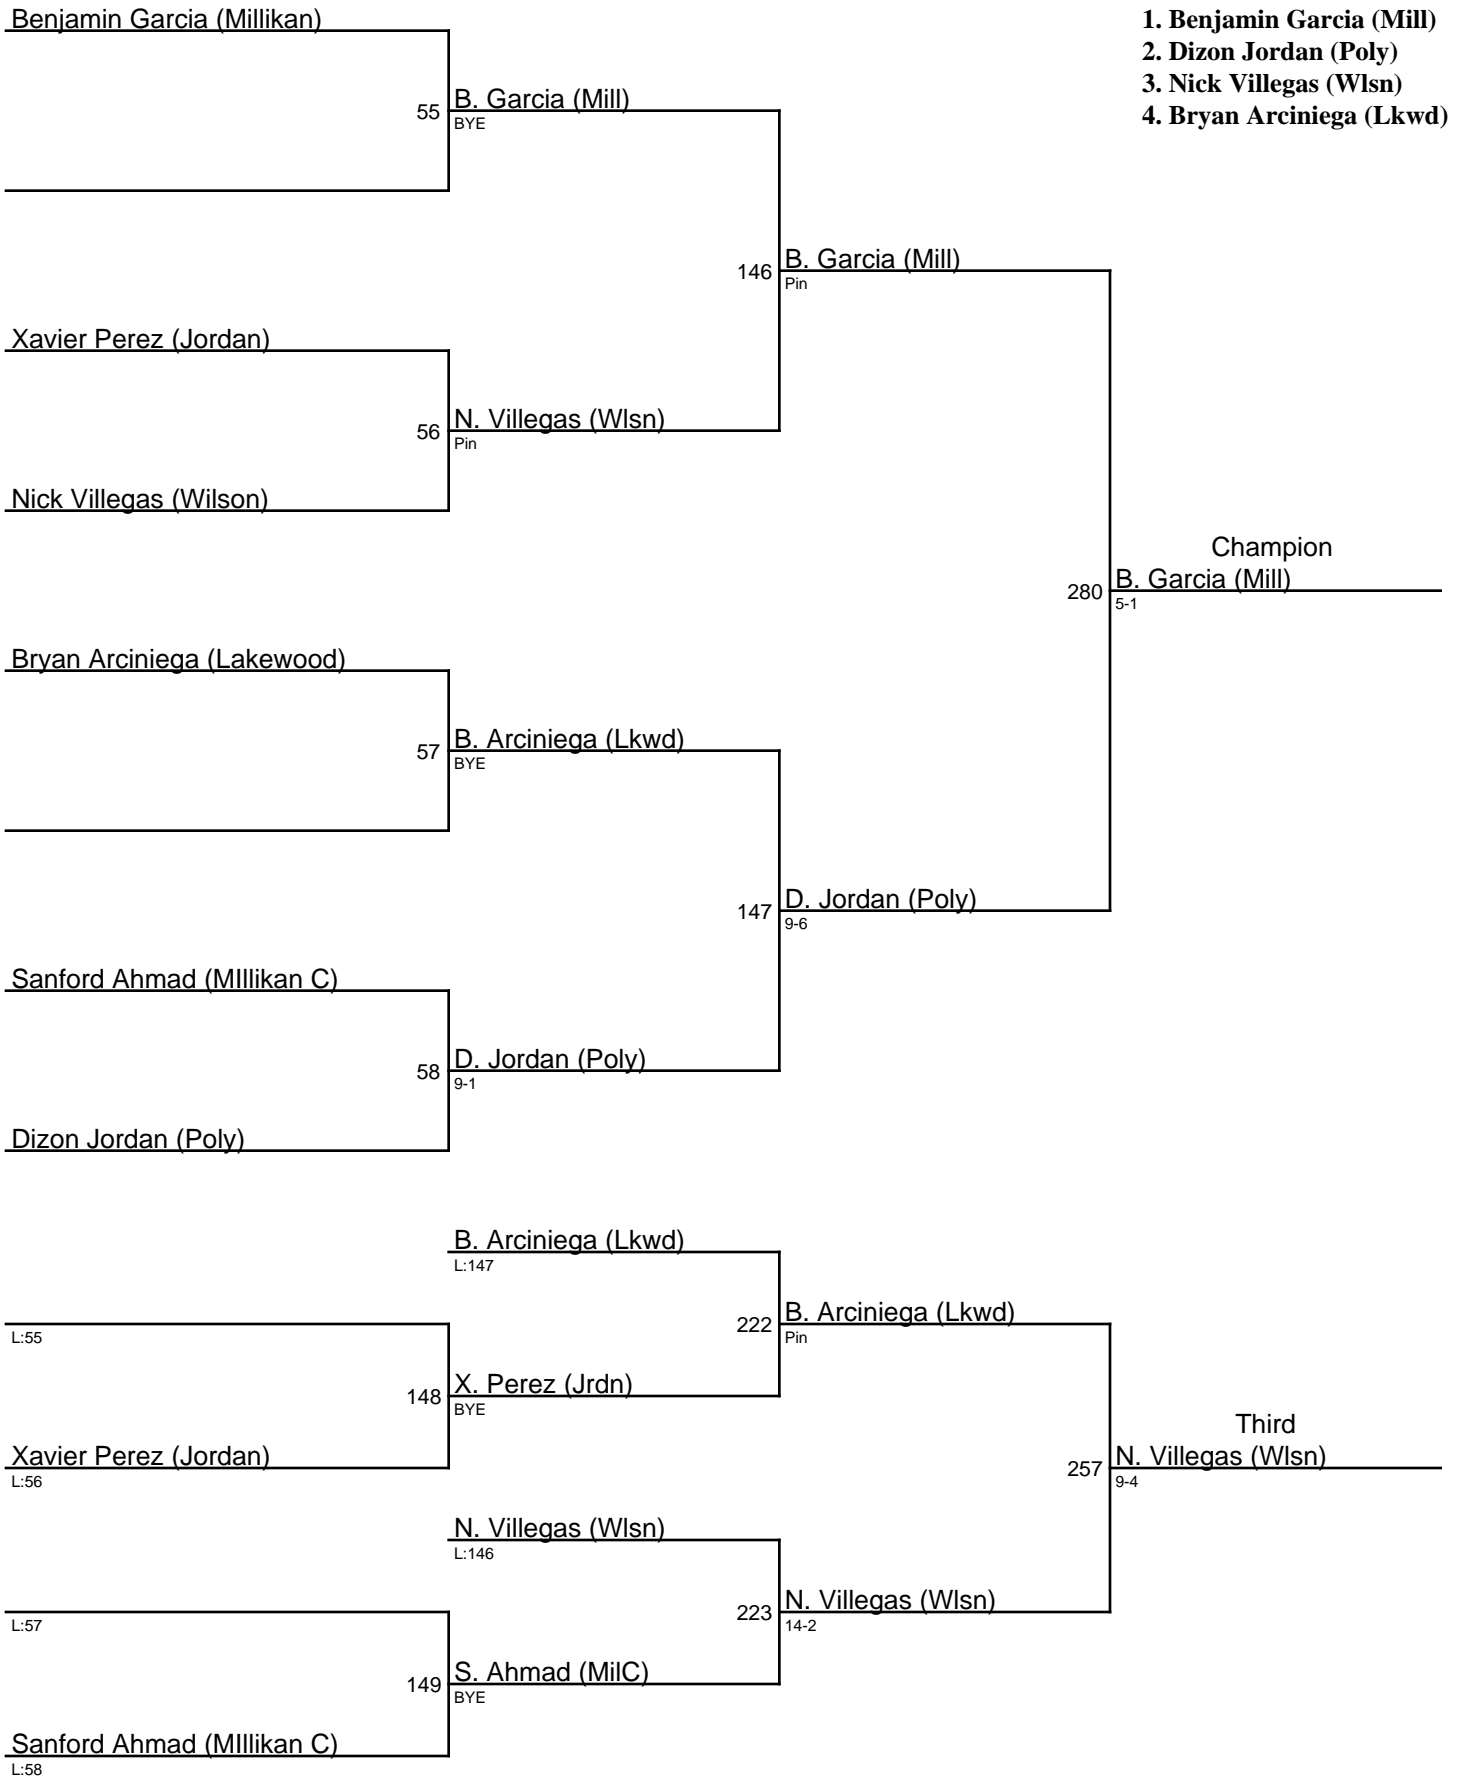 Benjamin Garcia (Millikan)
1. Benjamin Garcia (Mill)
2. Dizon Jordan (Poly)
3. Nick Villegas (Wlsn)
4. Bryan Arciniega (Lkwd)
55
B. Garcia (Mill)
BYE
146
B. Garcia (Mill)
Pin
Xavier Perez (Jordan)
56
N. Villegas (Wlsn)
Pin
Nick Villegas (Wilson)
Champion
280
B. Garcia (Mill)
5-1
Bryan Arciniega (Lakewood)
57
B. Arciniega (Lkwd)
BYE
147
D. Jordan (Poly)
9-6
Sanford Ahmad (MIllikan C)
58
D. Jordan (Poly)
9-1
Dizon Jordan (Poly)
B. Arciniega (Lkwd)
L:147
L:55
222
B. Arciniega (Lkwd)
Pin
148
X. Perez (Jrdn)
BYE
Xavier Perez (Jordan)
L:56
Third
257
N. Villegas (Wlsn)
9-4
N. Villegas (Wlsn)
L:146
L:57
223
N. Villegas (Wlsn)
14-2
149
S. Ahmad (MilC)
BYE
Sanford Ahmad (MIllikan C)
L:58